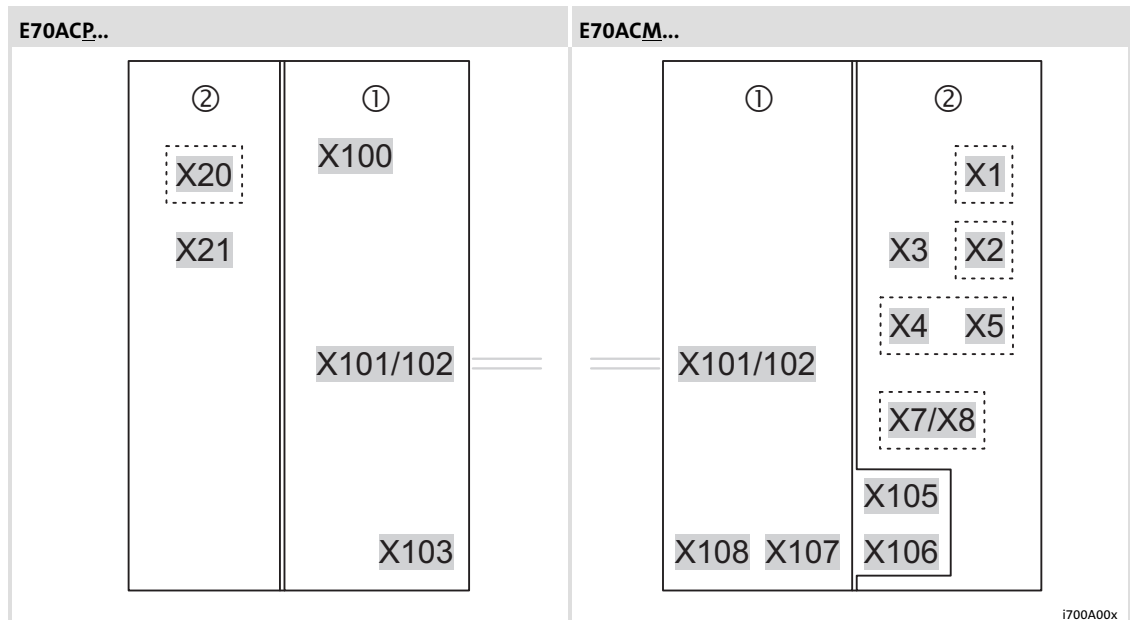 E70ACP...
② ①
X20
X100
X21
X101/102
X103
E70ACM...
① ②
X1
X3 X2
X4 X5
X101/102
X7/X8
X105
X108 X107 X106
i700A00x